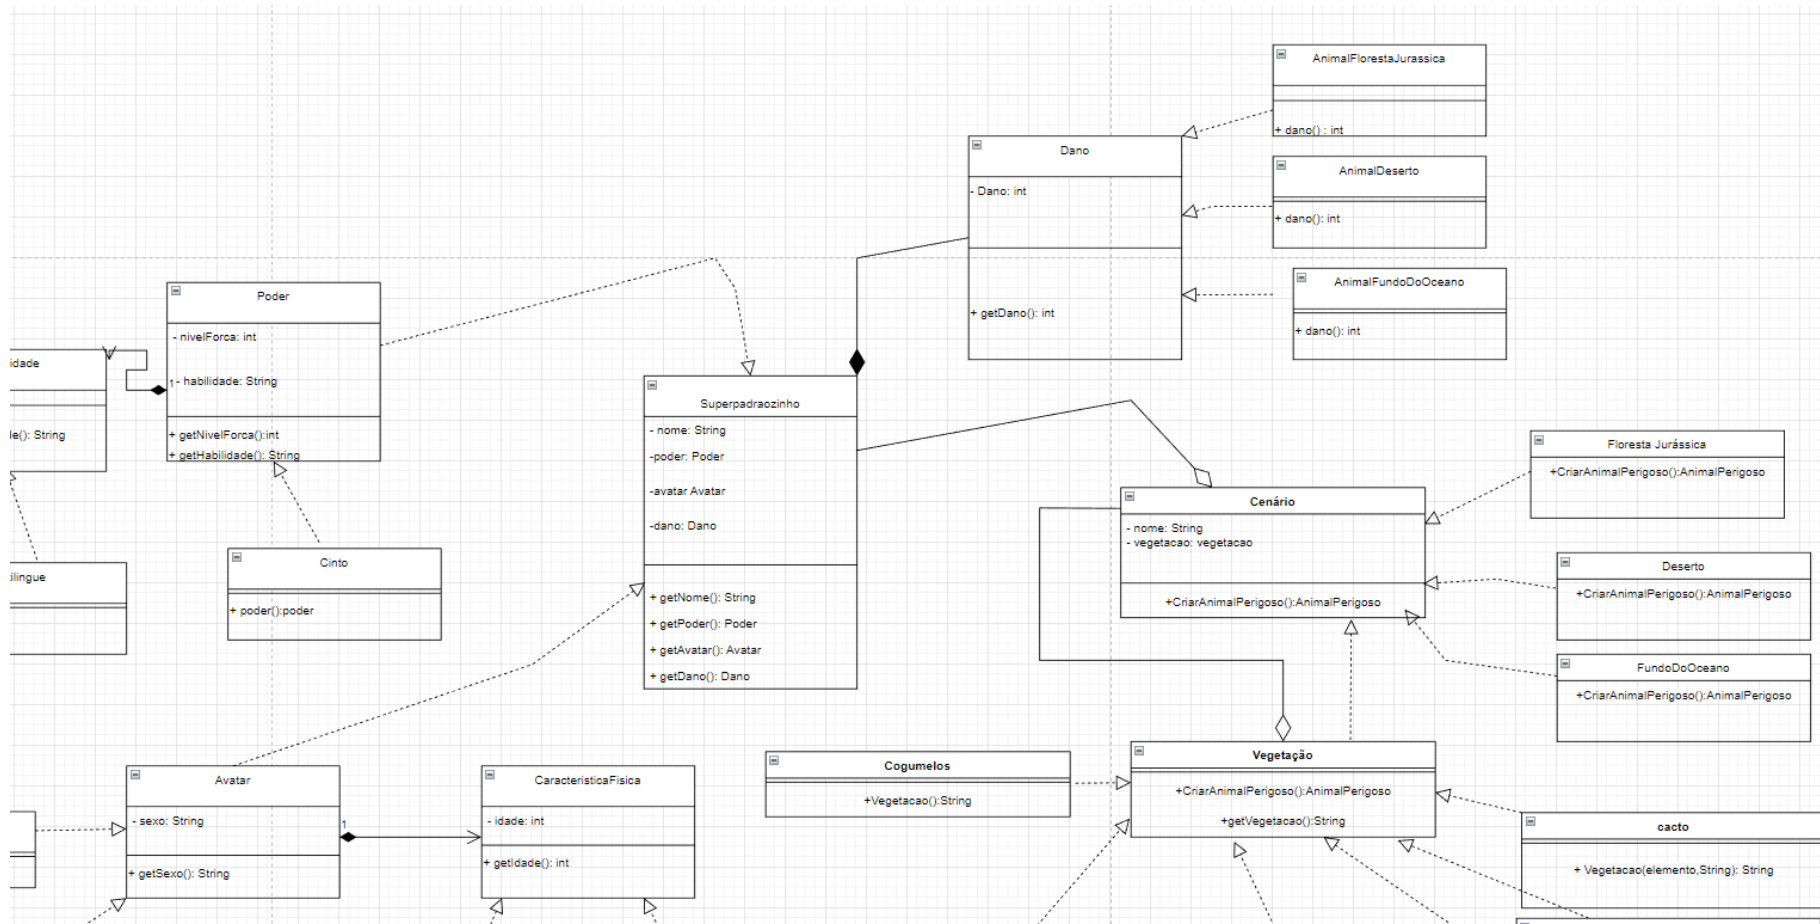 AnimalFlorestaJurassica
+ dano() : int
Dano
- Dano: int
+ getDano(): int
AnimalDeserto
+ dano(): int
AnimalFundoDoOceano
+ dano(): int
Poder
- nivelForca: int
1
- habilidade: String
+ getNivelForca():int
+ getHabilidade(): String
idade
le(): String
ilingue
Cinto
+ poder():poder
Superpadraozinho
- nome: String
-poder: Poder
-avatar Avatar
-dano: Dano
+ getNome(): String
+ getPoder(): Poder
+ getAvatar(): Avatar
+ getDano(): Dano
Cenário
- nome: String
- vegetacao: vegetacao
+CriarAnimalPerigoso():AnimalPerigoso
Floresta Jurássica
+CriarAnimalPerigoso():AnimalPerigoso
Deserto
+CriarAnimalPerigoso():AnimalPerigoso
FundoDoOceano
+CriarAnimalPerigoso():AnimalPerigoso
Avatar
- sexo: String
+ getSexo(): String
1
CaracteristicaFisica
- idade: int
+ getIdade(): int
Cogumelos
+Vegetacao():String
Vegetação
+CriarAnimalPerigoso():AnimalPerigoso
+getVegetacao():String
cacto
+ Vegetacao(elemento,String): String